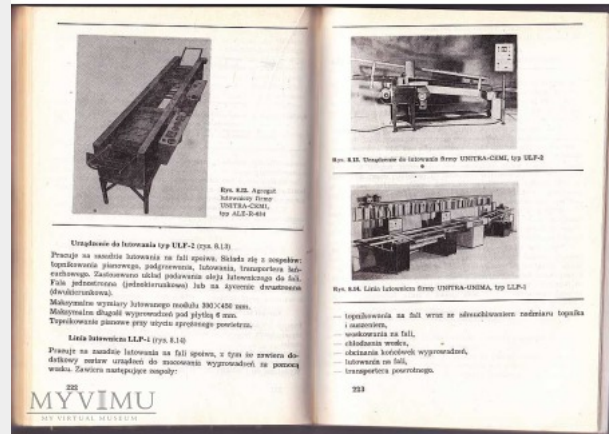 Rys. 8.12. Agregat
lutowniczy firmy
UNITRA-CEMI,
typ ALE-R-404
Urządzenie do lutowania typ ULF-2 (rys. 8.13)
Pracuje na zasadzie lutowania na fali spoiwa. Składa się z zespołów:
topnikowania pianowego, podgrzewania, lutowania, transportera łań-
cuchowego. Zastosowano układ podawania oleju lutowniczego do fali.
Fala jednostronna (jednokierunkowa) lub na życzenie dwustronna
(dwukierunkowa).
Maksymalne wymiary lutowanego modułu 390×450 mm.
Maksymalna długość wyprowadzeń pod płytką 6 mm.
Topnikowanie pianowe przy użyciu sprężonego powietrza.
Linia lutownicza LLP-1 (rys. 8.14)
Pracuje na zasadzie lutowania na fali spoiwa, z tym że zawiera do-
datkowy zestaw urządzeń do mocowania wyprowadzeń za pomocą
wosku. Zawiera następujące zespoły:
222
MYVIMU
MY VIRTUAL MUSEUM
Rys. 8.13. Urządzenie do lutowania firmy UNITRA-CEMI, typ ULF-2
Rys. 8.14. Linia lutownicza firmy UNITRA-UNIMA, typ LLP-1
— topnikowania na fali wraz ze zdmuchiwaniem nadmiaru topnika
i suszeniem,
— woskowania na fali,
— chłodzenia wosku,
— obcinania końcówek wyprowadzeń,
— lutowania na fali,
— transportera powrotnego.
223